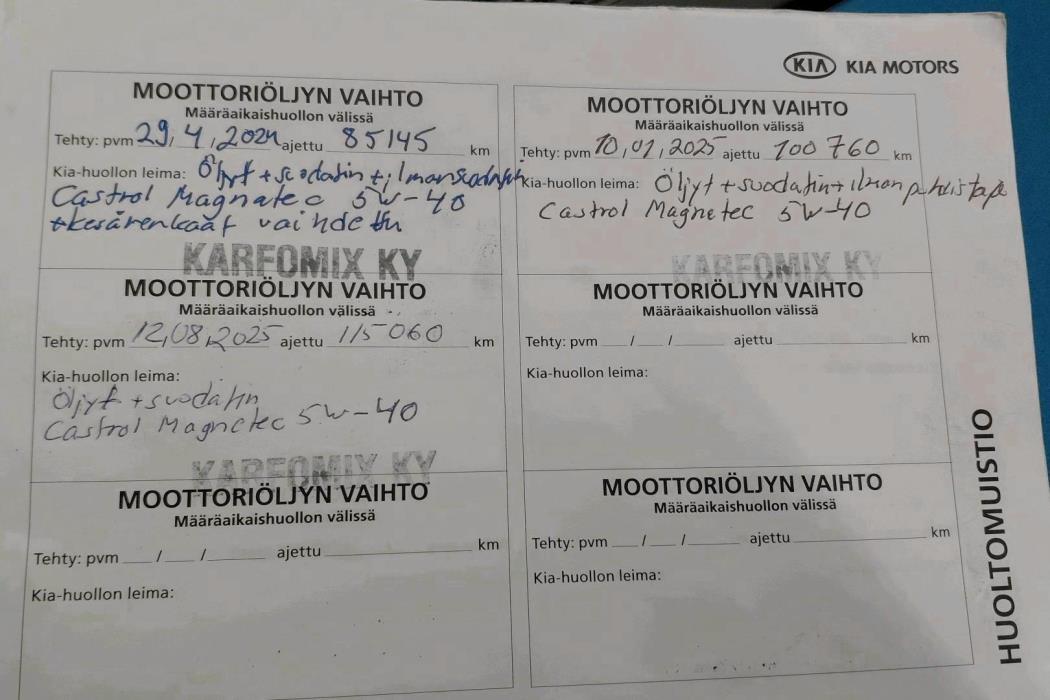 KIA KIA MOTORS
MOOTTORIÖLJYN VAIHTO
Määräaikaishuollon välissä
Tehty: pvm 29, 4, 2024 ajettu 85145 km
Kia-huollon leima: Öljyt + suodatin + ilmansuodatin
Castrol Magnatec 5W-40
+kesärenkaat vaihdettu
KARFOMIX KY
MOOTTORIÖLJYN VAIHTO
Määräaikaishuollon välissä
Tehty: pvm 10,01,2025 ajettu 100 760 km
Kia-huollon leima: Öljyt + suodatin + ilman puhdistaja
Castrol Magnetec 5W-40
KARFOMIX KY
MOOTTORIÖLJYN VAIHTO
Määräaikaishuollon välissä
Tehty: pvm 12,08,2025 ajettu 115 060 km
Kia-huollon leima:
Öljyt + suodatin
Castrol Magnetec 5W-40
KARFOMIX KY
MOOTTORIÖLJYN VAIHTO
Määräaikaishuollon välissä
Tehty: pvm / / ajettu km
Kia-huollon leima:
MOOTTORIÖLJYN VAIHTO
Määräaikaishuollon välissä
Tehty: pvm / / ajettu km
Kia-huollon leima:
MOOTTORIÖLJYN VAIHTO
Määräaikaishuollon välissä
Tehty: pvm / / ajettu km
Kia-huollon leima:
HUOLTOMUISTIO